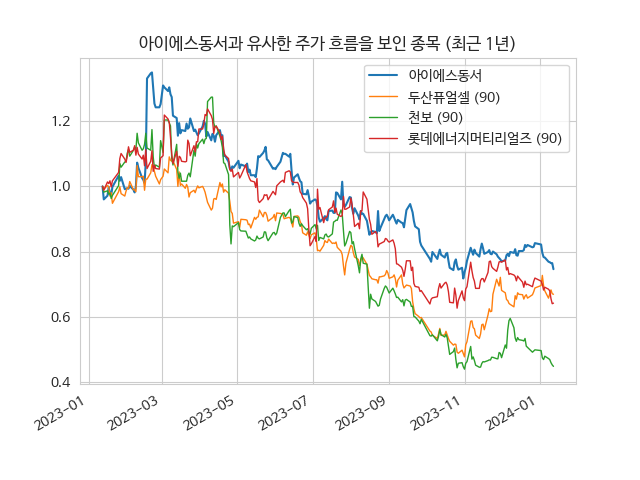 아이에스동서과 유사한 주가 흐름을 보인 종목 (최근 1년)
아이에스동서
두산퓨얼셀 (90)
천보 (90)
롯데에너지머티리얼즈 (90)
1.2
1.0
0.8
0.6
0.4
2023-01
2023-03
2023-05
2023-07
2023-09
2023-11
2024-01